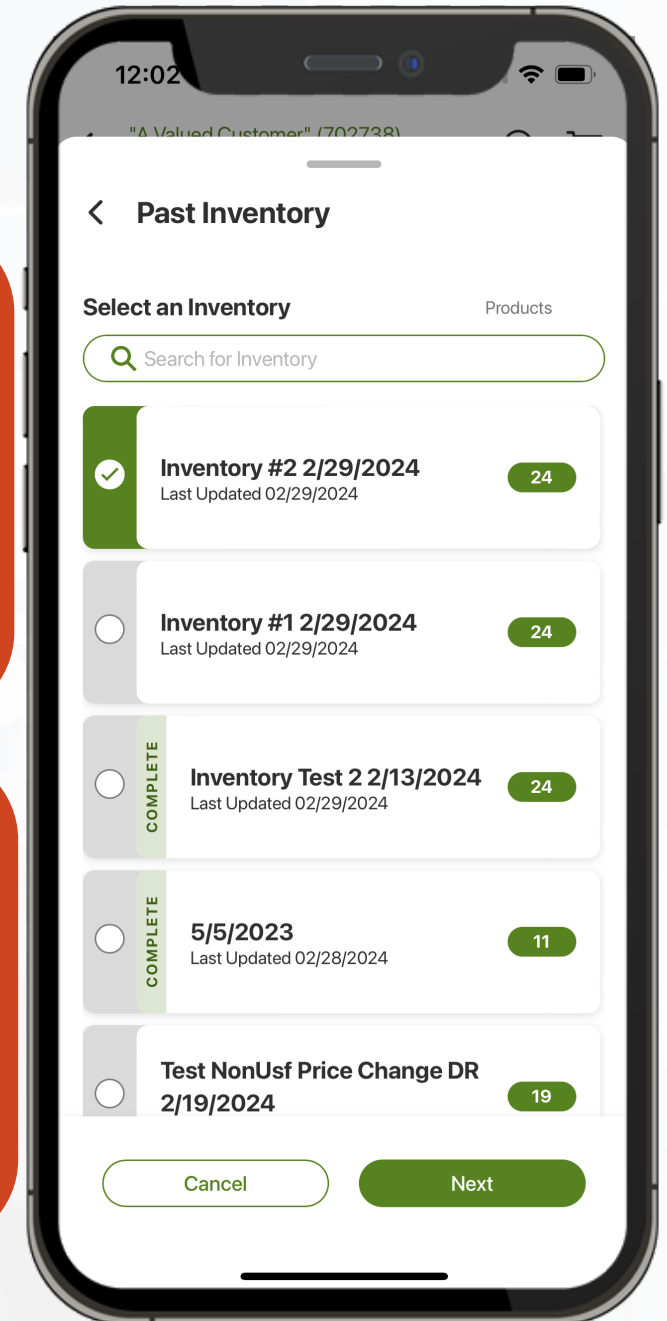 12:02
"A Valued Customer" (702738)
Past Inventory
Select an Inventory
Products
Search for Inventory
Inventory #2 2/29/2024
Last Updated 02/29/2024
24
Inventory #1 2/29/2024
Last Updated 02/29/2024
24
COMPLETE
Inventory Test 2 2/13/2024
Last Updated 02/29/2024
24
COMPLETE
5/5/2023
Last Updated 02/28/2024
11
Test NonUsf Price Change DR
2/19/2024
19
Cancel
Next